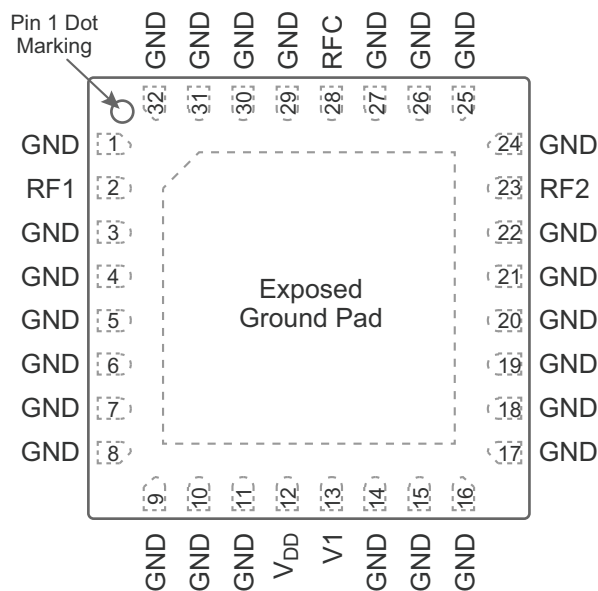 Pin 1 Dot
Marking
GND GND GND GND RFC GND GND GND
32 31 30 29 28 27 26 25
GND 1 24 GND
RF1 2 23 RF2
GND 3 22 GND
GND 4 21 GND
GND 5 20 GND
GND 6 19 GND
GND 7 18 GND
GND 8 17 GND
Exposed
Ground Pad
9 10 11 12 13 14 15 16
GND GND GND VDD V1 GND GND GND